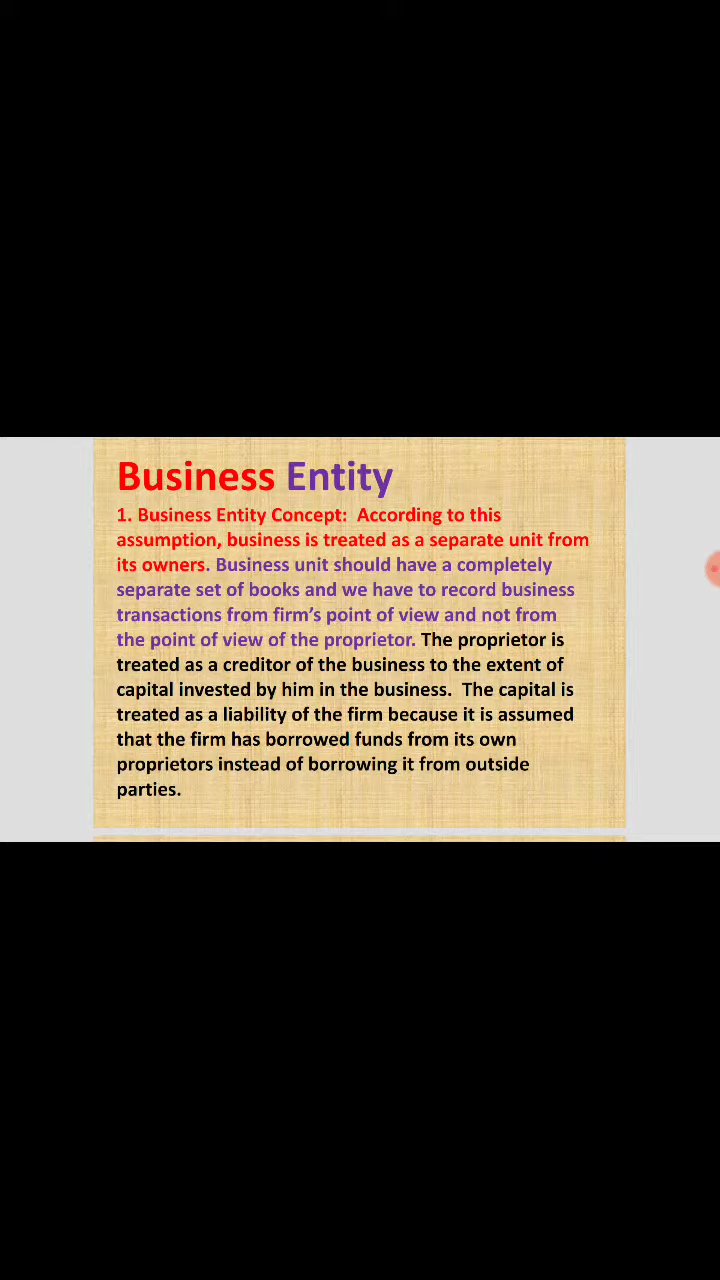 Business Entity
1. Business Entity Concept:  According to this
assumption, business is treated as a separate unit from
its owners. Business unit should have a completely
separate set of books and we have to record business
transactions from firm’s point of view and not from
the point of view of the proprietor. The proprietor is
treated as a creditor of the business to the extent of
capital invested by him in the business.  The capital is
treated as a liability of the firm because it is assumed
that the firm has borrowed funds from its own
proprietors instead of borrowing it from outside
parties.